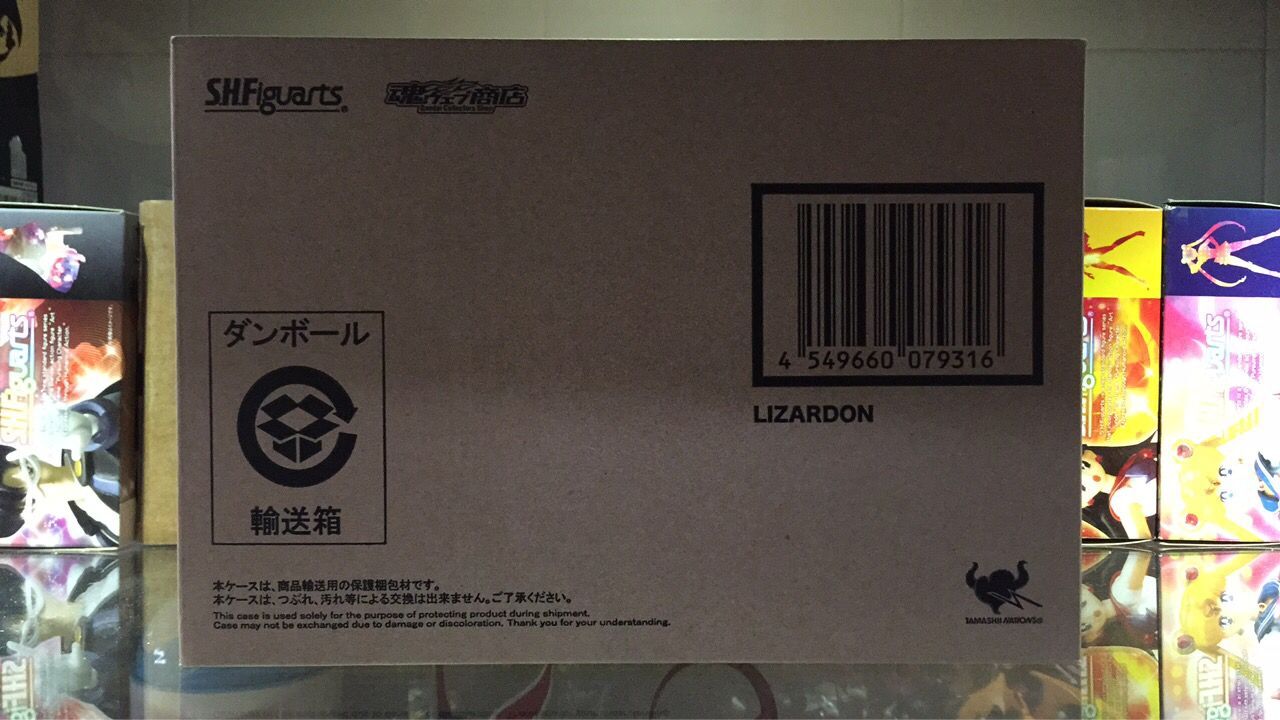 S.H.Figuarts
魂ウェブ商店
Bandai Collectors Shop
4 549660 079316
LIZARDON
ダンボール
輸送箱
本ケースは、商品輸送用の保護梱包材です。
本ケースは、つぶれ、汚れ等による交換は出来ません。ご了承ください。
This case is used solely for the purpose of protecting product during shipment.
Case may not be exchanged due to damage or discoloration. Thank you for your understanding.
TAMASHII NATIONS
S.H.Figuarts